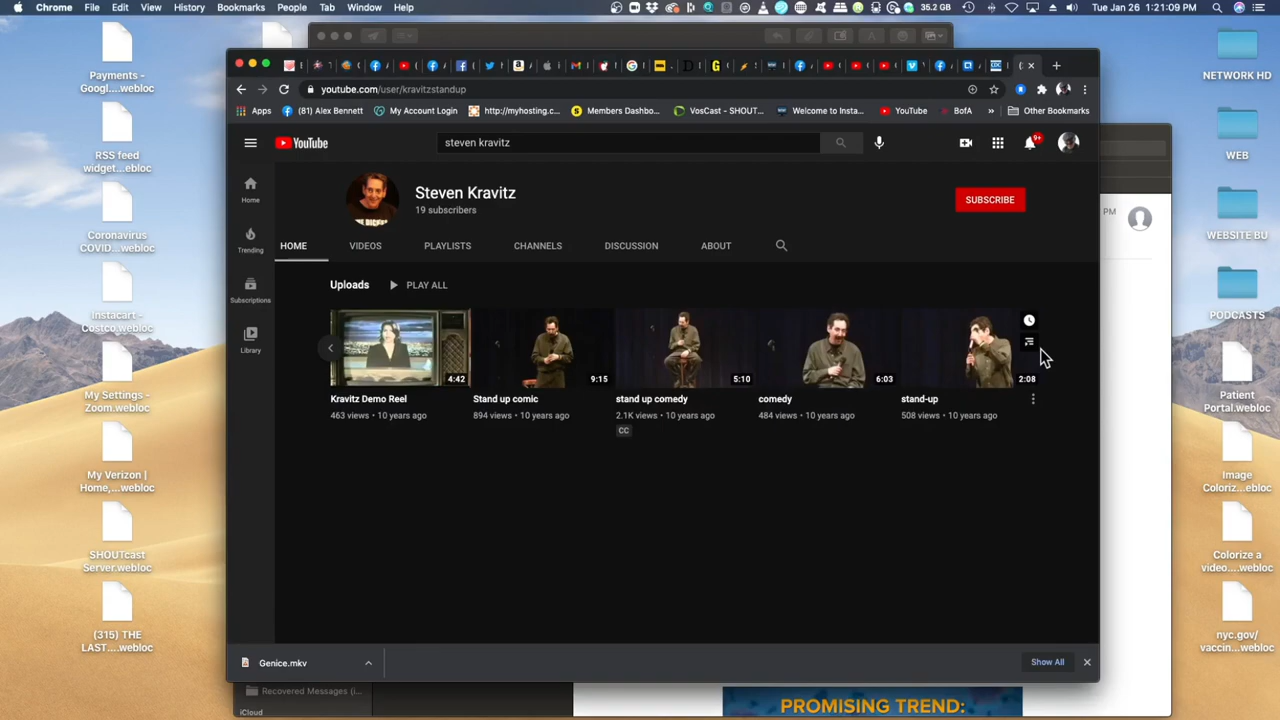 Chrome File Edit View History Bookmarks People Tab Window Help
35.2 GB Tue Jan 26 1:21:09 PM
Payments -
Googl....webloc
RSS feed
widget...ebloc
Coronavirus
COVID...webloc
Instacart -
Costco.webloc
My Settings -
Zoom.webloc
My Verizon |
Home,...webloc
SHOUTcast
Server.webloc
(315) THE
LAST....webloc
youtube.com/user/kravitzstandup
Apps (81) Alex Bennett My Account Login http://myhosting.c... Members Dashbo... VosCast - SHOUT... Welcome to Insta... YouTube BofA Other Bookmarks
YouTube
steven kravitz
9+
Home
Trending
Subscriptions
Library
Steven Kravitz
19 subscribers
SUBSCRIBE
HOME VIDEOS PLAYLISTS CHANNELS DISCUSSION ABOUT
Uploads PLAY ALL
4:42 9:15 5:10 6:03 2:08
Kravitz Demo Reel Stand up comic stand up comedy comedy stand-up
463 views • 10 years ago 894 views • 10 years ago 2.1K views • 10 years ago 484 views • 10 years ago 508 views • 10 years ago
CC
Genice.mkv
Show All
Recovered Messages (i...
iCloud
PROMISING TREND:
PM
NETWORK HD
WEB
WEBSITE BU
PODCASTS
Patient
Portal.webloc
Image
Coloriz...ebloc
Colorize a
video....webloc
nyc.gov/
vaccin...webloc